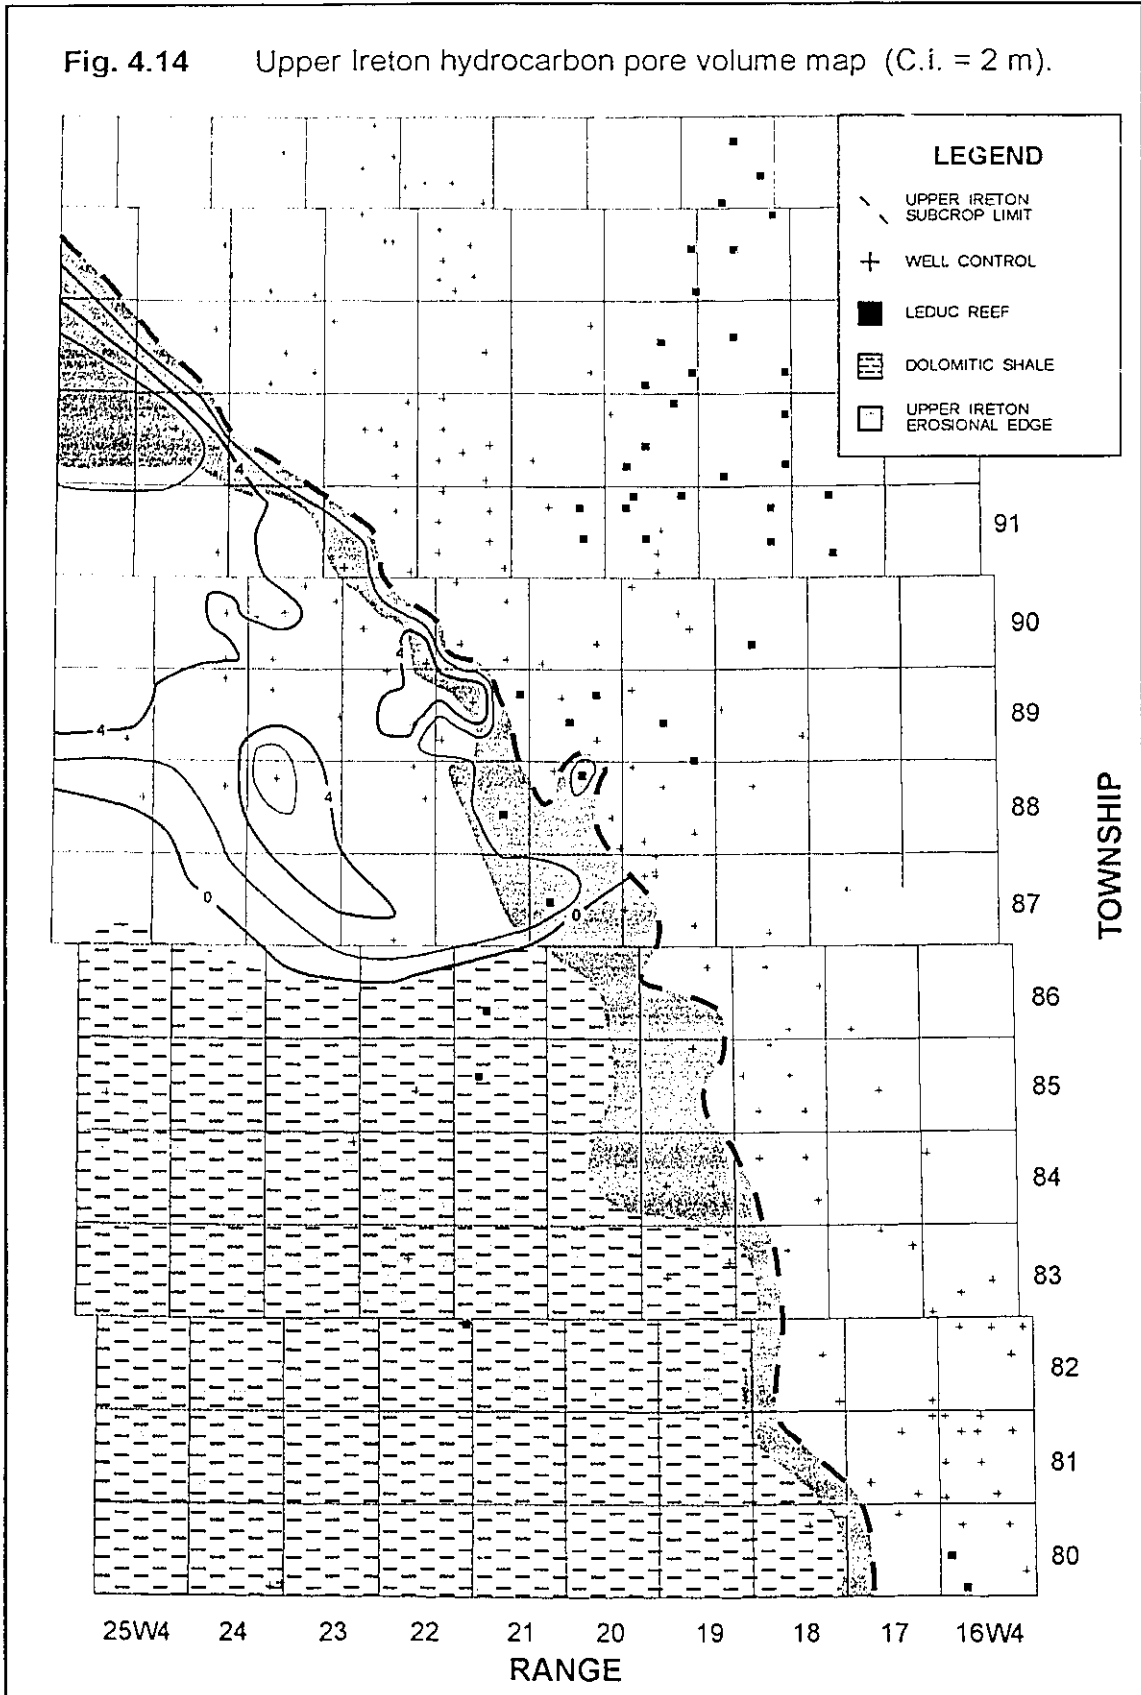 Fig. 4.14 Upper Ireton hydrocarbon pore volume map (C.i. = 2 m).
LEGEND
UPPER IRETON
SUBCROP LIMIT
WELL CONTROL
LEDUC REEF
DOLOMITIC SHALE
UPPER IRETON
EROSIONAL EDGE
4
91
90
4
89
4
4
88
0
0
87
86
85
84
83
82
81
80
TOWNSHIP
25W4 24 23 22 21 20 19 18 17 16W4
RANGE